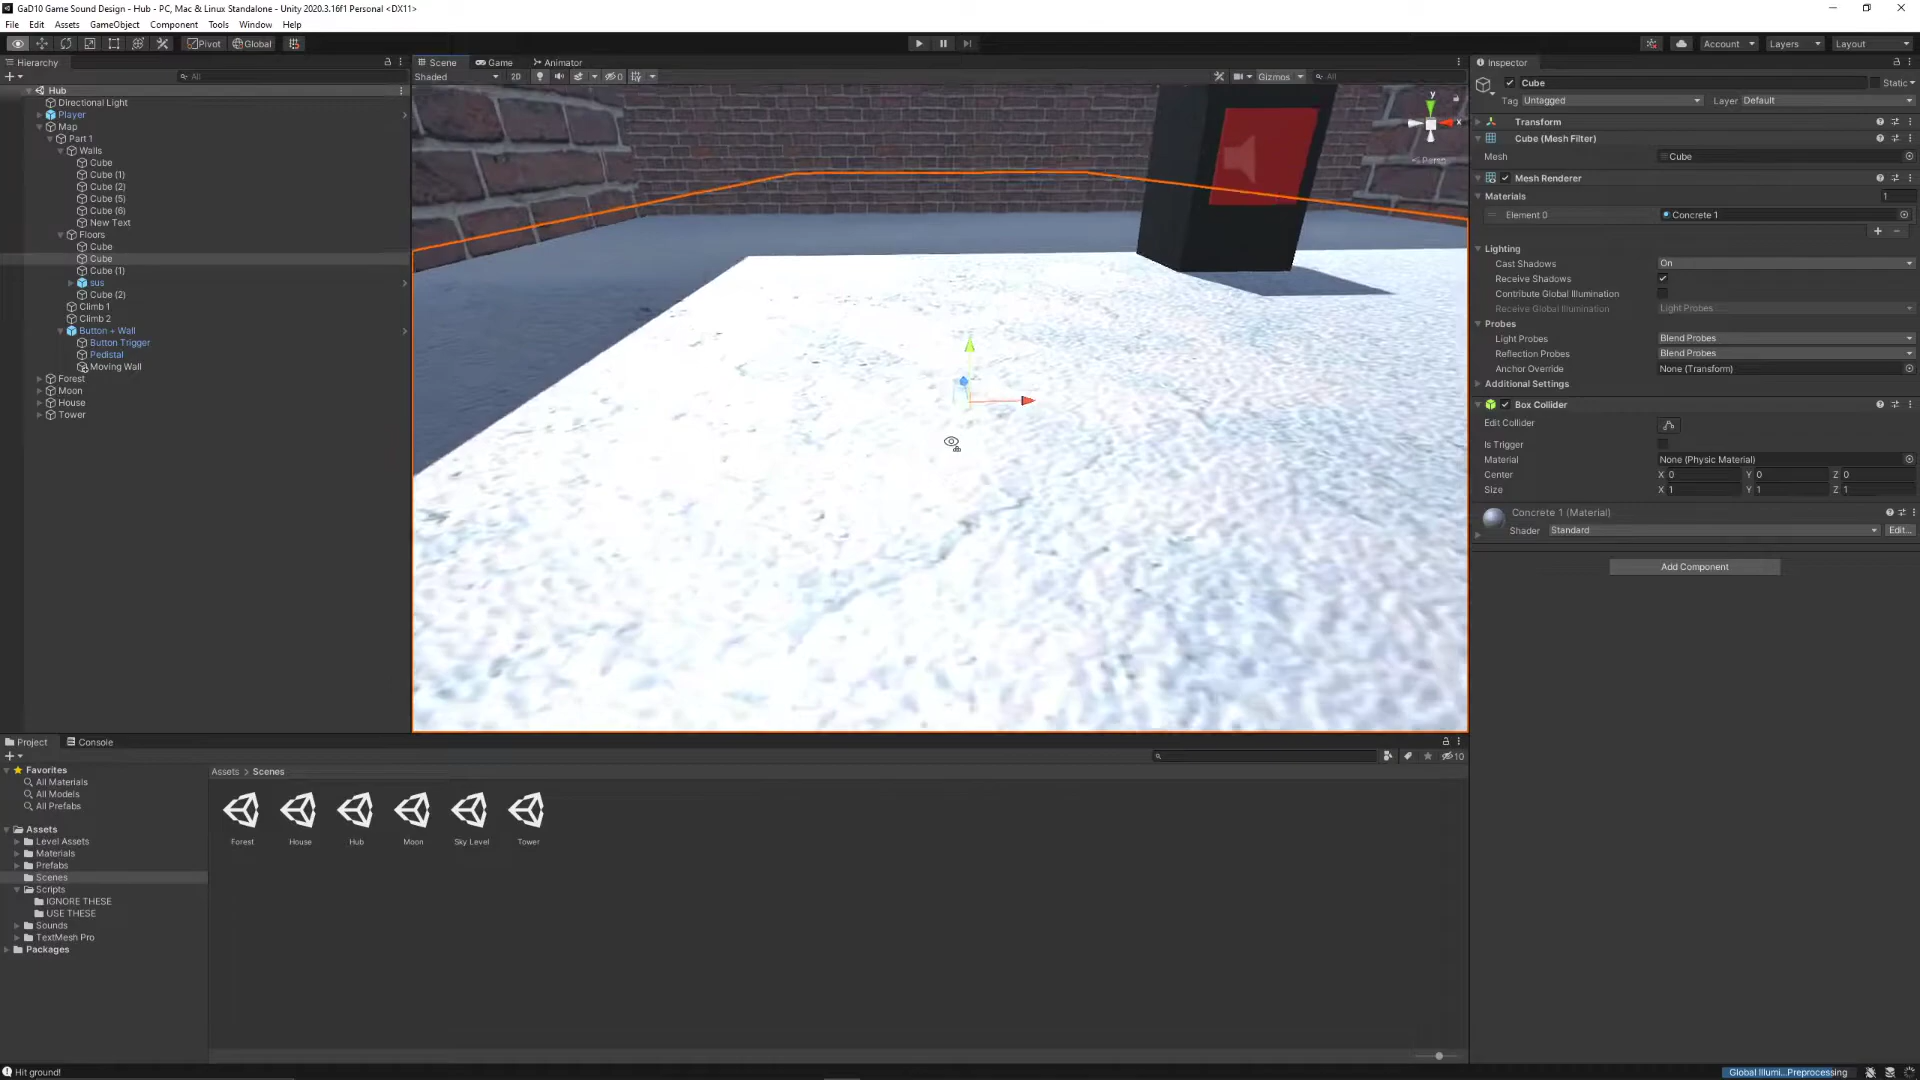 GaD10 Game Sound Design - Hub - PC, Mac & Linux Standalone - Unity 2020.3.16f1 Personal <DX11>
File Edit Assets GameObject Component Tools Window Help
Pivot Global Account Layers Layout
Hierarchy
All
Hub
Directional Light
Player
Map
Part 1
Walls
Cube
Cube (1)
Cube (2)
Cube (5)
Cube (6)
New Text
Floors
Cube
Cube
Cube (1)
sus
Cube (2)
Climb 1
Climb 2
Button + Wall
Button Trigger
Pedistal
Moving Wall
Forest
Moon
House
Tower
Scene Game Animator
Shaded 2D 0 Gizmos All
y
x
Persp
Inspector
Cube Static
Tag Untagged Layer Default
Transform
Cube (Mesh Filter)
Mesh Cube
Mesh Renderer
Materials 1
Element 0 Concrete 1
Lighting
Cast Shadows On
Receive Shadows
Contribute Global Illumination
Receive Global Illumination Light Probes
Probes
Light Probes Blend Probes
Reflection Probes Blend Probes
Anchor Override None (Transform)
Additional Settings
Box Collider
Edit Collider
Is Trigger
Material None (Physic Material)
Center X 0 Y 0 Z 0
Size X 1 Y 1 Z 1
Concrete 1 (Material)
Shader Standard Edit...
Add Component
Project Console
10
Favorites
All Materials
All Models
All Prefabs
Assets
Level Assets
Materials
Prefabs
Scenes
Scripts
IGNORE THESE
USE THESE
Sounds
TextMesh Pro
Packages
Assets > Scenes
Forest House Hub Moon Sky Level Tower
Hit ground!
Global Illumi...Preprocessing